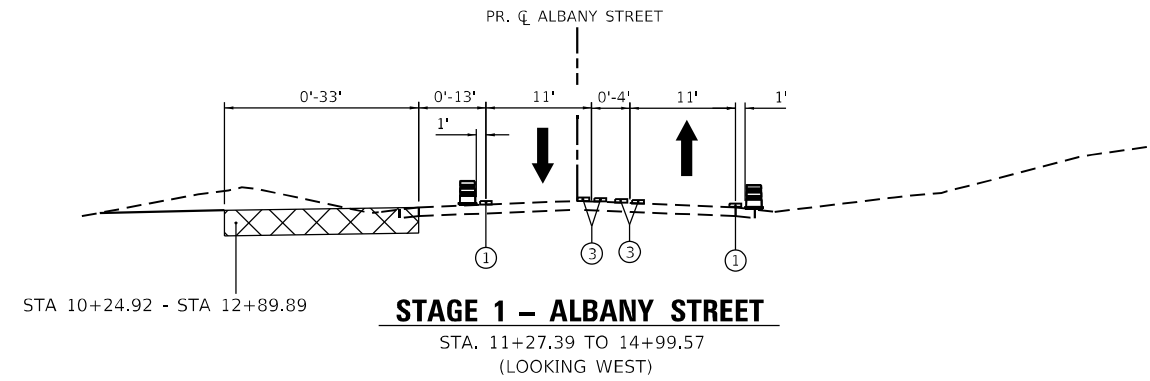 PR. ℄ ALBANY STREET
0'-33' 0'-13' 11' 0'-4' 11' 1'
1'
1 3 3 1
STA 10+24.92 - STA 12+89.89
STAGE 1 – ALBANY STREET
STA. 11+27.39 TO 14+99.57
(LOOKING WEST)